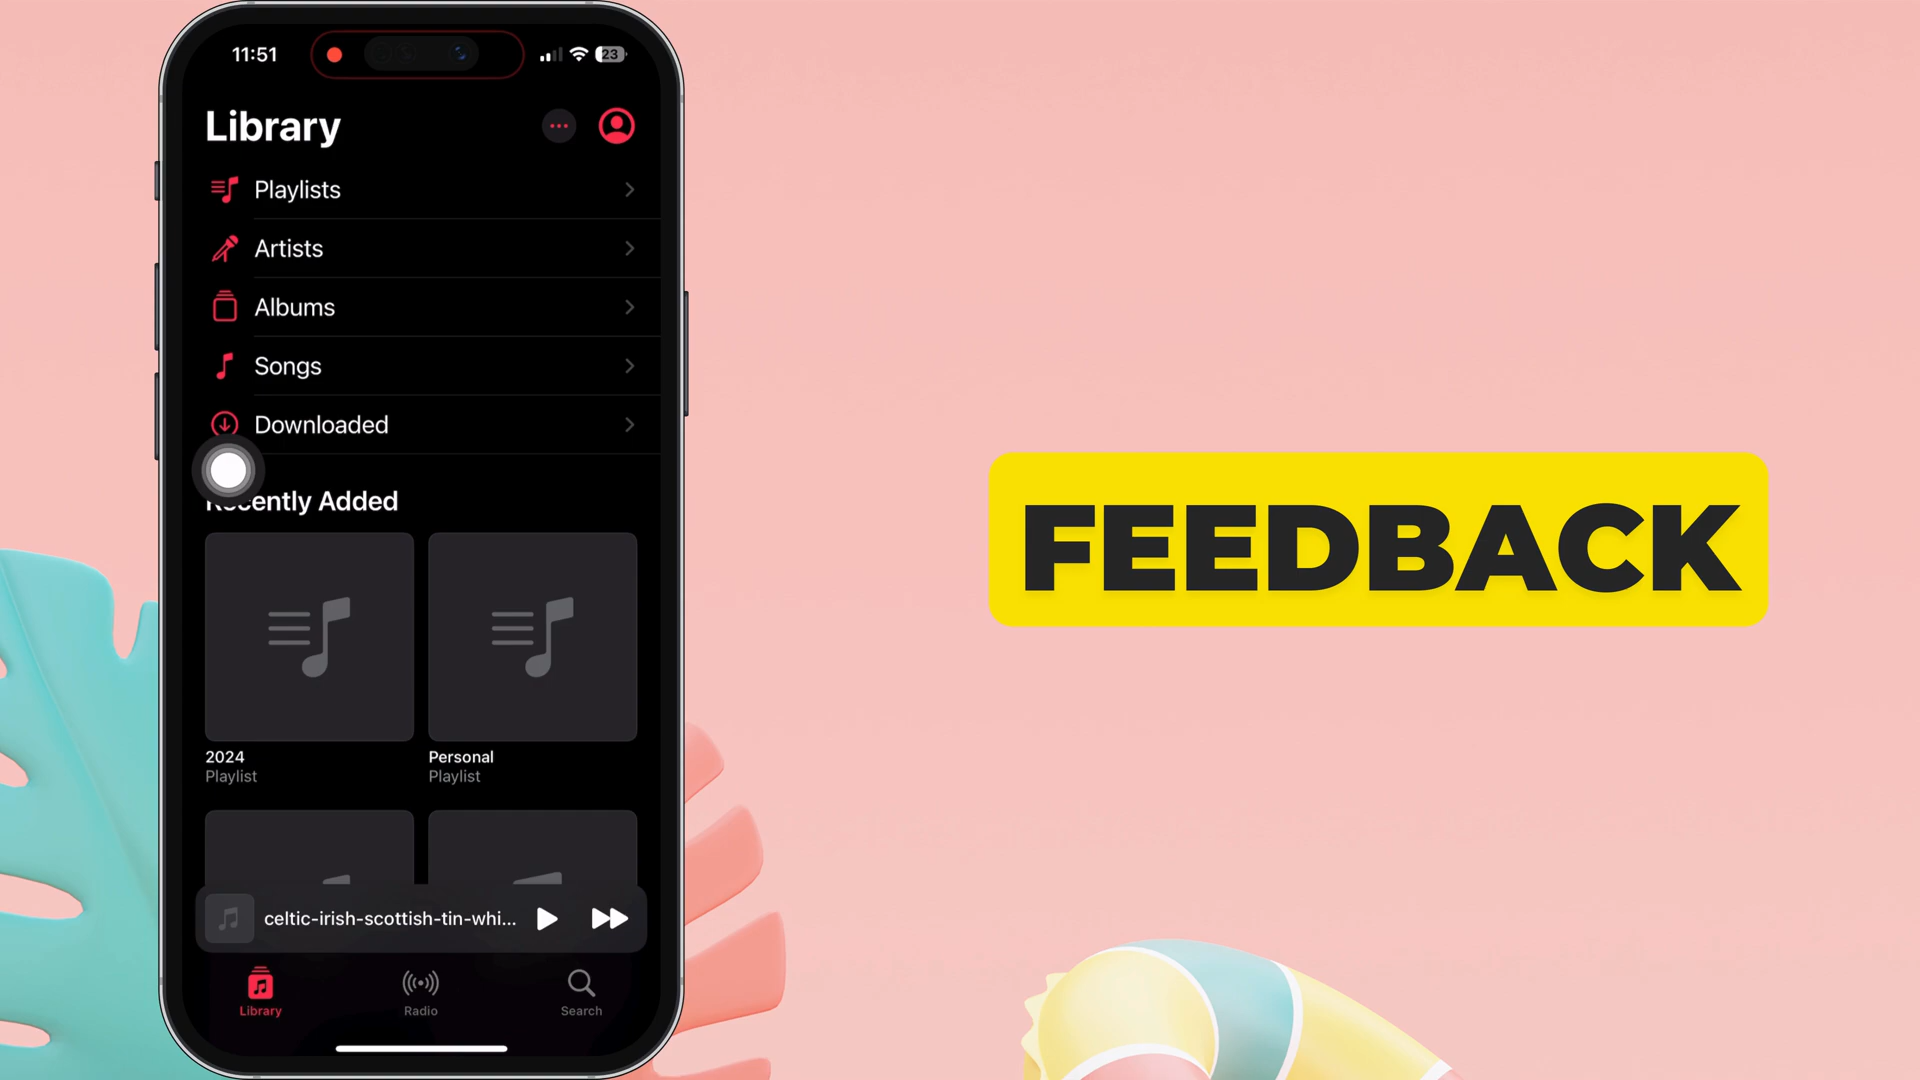 11:51
23
Library
Playlists
Artists
Albums
Songs
Downloaded
Recently Added
2024
Playlist
Personal
Playlist
celtic-irish-scottish-tin-whi...
Library
Radio
Search
FEEDBACK